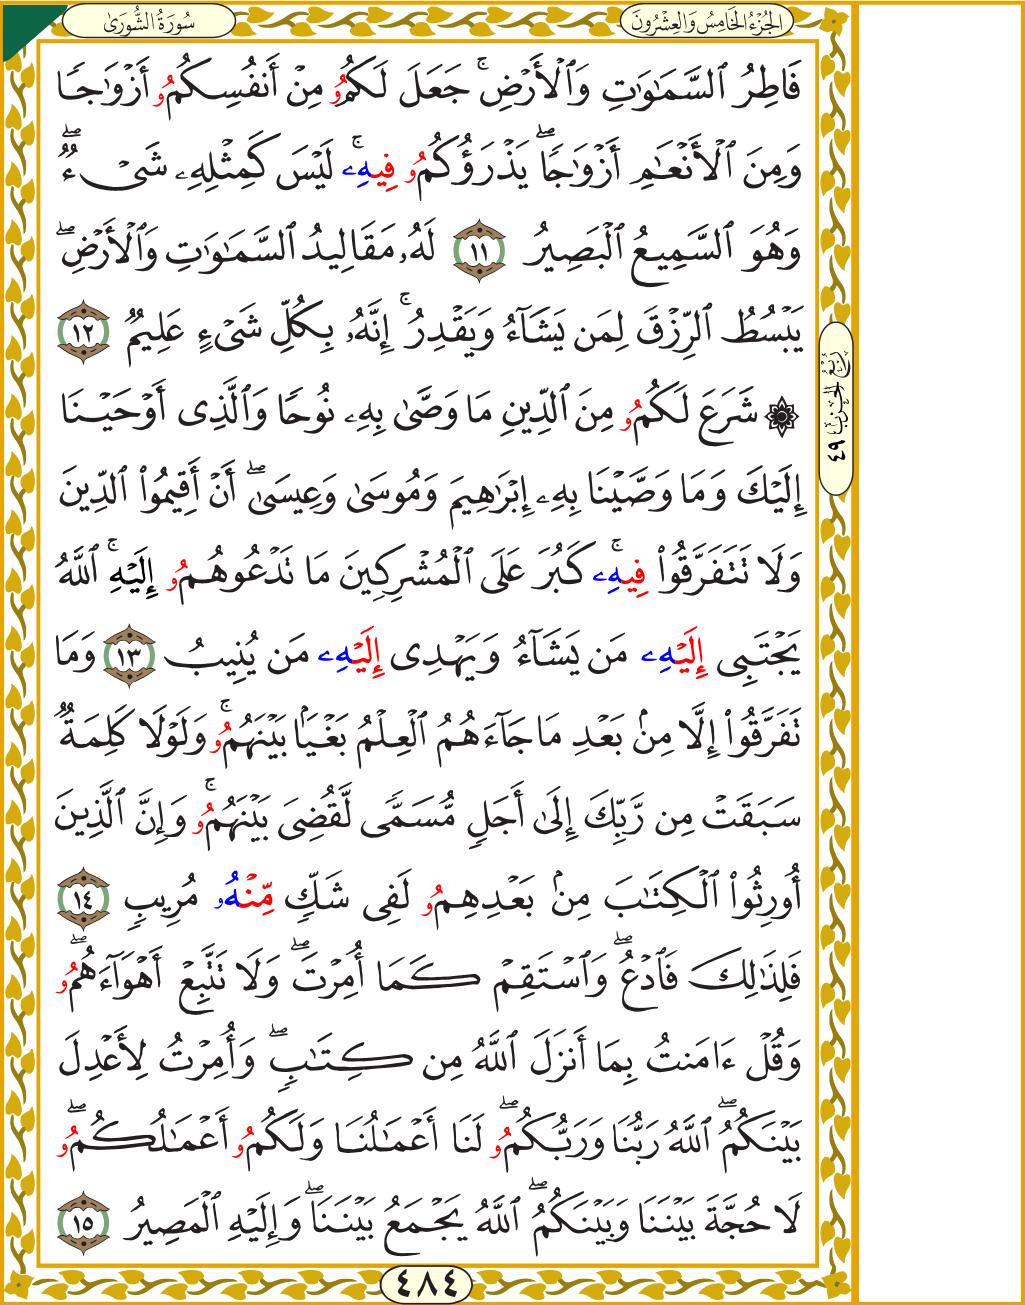 سُورَةُ الشُّورَىٰ
الجُزْءُ الخَامِسُ وَالعِشْرُونَ
فَاطِرُ ٱلسَّمَٰوَٰتِ وَٱلْأَرْضِۚ جَعَلَ لَكُمُۥ مِنْ أَنفُسِكُمُۥ أَزْوَٰجًا
وَمِنَ ٱلْأَنْعَٰمِ أَزْوَٰجًاۖ يَذْرَؤُكُمُۥ فِيهِۦۚ لَيْسَ كَمِثْلِهِۦ شَىْءٌۖ
وَهُوَ ٱلسَّمِيعُ ٱلْبَصِيرُ ١١ لَهُۥ مَقَالِيدُ ٱلسَّمَٰوَٰتِ وَٱلْأَرْضِۖ
يَبْسُطُ ٱلرِّزْقَ لِمَن يَشَآءُ وَيَقْدِرُۚ إِنَّهُۥ بِكُلِّ شَىْءٍ عَلِيمٌ ١٢
۞ شَرَعَ لَكُمُۥ مِنَ ٱلدِّينِ مَا وَصَّىٰ بِهِۦ نُوحًا وَٱلَّذِى أَوْحَيْنَا
إِلَيْكَ وَمَا وَصَّيْنَا بِهِۦ إِبْرَٰهِيمَ وَمُوسَىٰ وَعِيسَىٰۖ أَنْ أَقِيمُوا۟ ٱلدِّينَ
وَلَا تَتَفَرَّقُوا۟ فِيهِۦۚ كَبُرَ عَلَى ٱلْمُشْرِكِينَ مَا تَدْعُوهُمُۥ إِلَيْهِۚ ٱللَّهُ
يَجْتَبِى إِلَيْهِۦ مَن يَشَآءُ وَيَهْدِى إِلَيْهِۦ مَن يُنِيبُ ١٣ وَمَا
تَفَرَّقُوا۟ إِلَّا مِنۢ بَعْدِ مَا جَآءَهُمُ ٱلْعِلْمُ بَغْيَۢا بَيْنَهُمُۥۚ وَلَوْلَا كَلِمَةٌ
سَبَقَتْ مِن رَّبِّكَ إِلَىٰ أَجَلٍ مُّسَمًّى لَّقُضِىَ بَيْنَهُمُۥۚ وَإِنَّ ٱلَّذِينَ
أُورِثُوا۟ ٱلْكِتَٰبَ مِنۢ بَعْدِهِمُۥ لَفِى شَكٍّ مِّنْهُۥ مُرِيبٍ ١٤
فَلِذَٰلِكَ فَٱدْعُۖ وَٱسْتَقِمْ كَمَا أُمِرْتَۖ وَلَا تَتَّبِعْ أَهْوَآءَهُمُۥۖ
وَقُلْ ءَامَنتُ بِمَا أَنزَلَ ٱللَّهُ مِن كِتَٰبٍۖ وَأُمِرْتُ لِأَعْدِلَ
بَيْنَكُمُۖ ٱللَّهُ رَبُّنَا وَرَبُّكُمُۥۖ لَنَا أَعْمَٰلُنَا وَلَكُمُۥ أَعْمَٰلُكُمُۥۖ
لَا حُجَّةَ بَيْنَنَا وَبَيْنَكُمُۖ ٱللَّهُ يَجْمَعُ بَيْنَنَاۖ وَإِلَيْهِ ٱلْمَصِيرُ ١٥
رُبْعُ الحِزْبِ ٤٩
٤٨٤